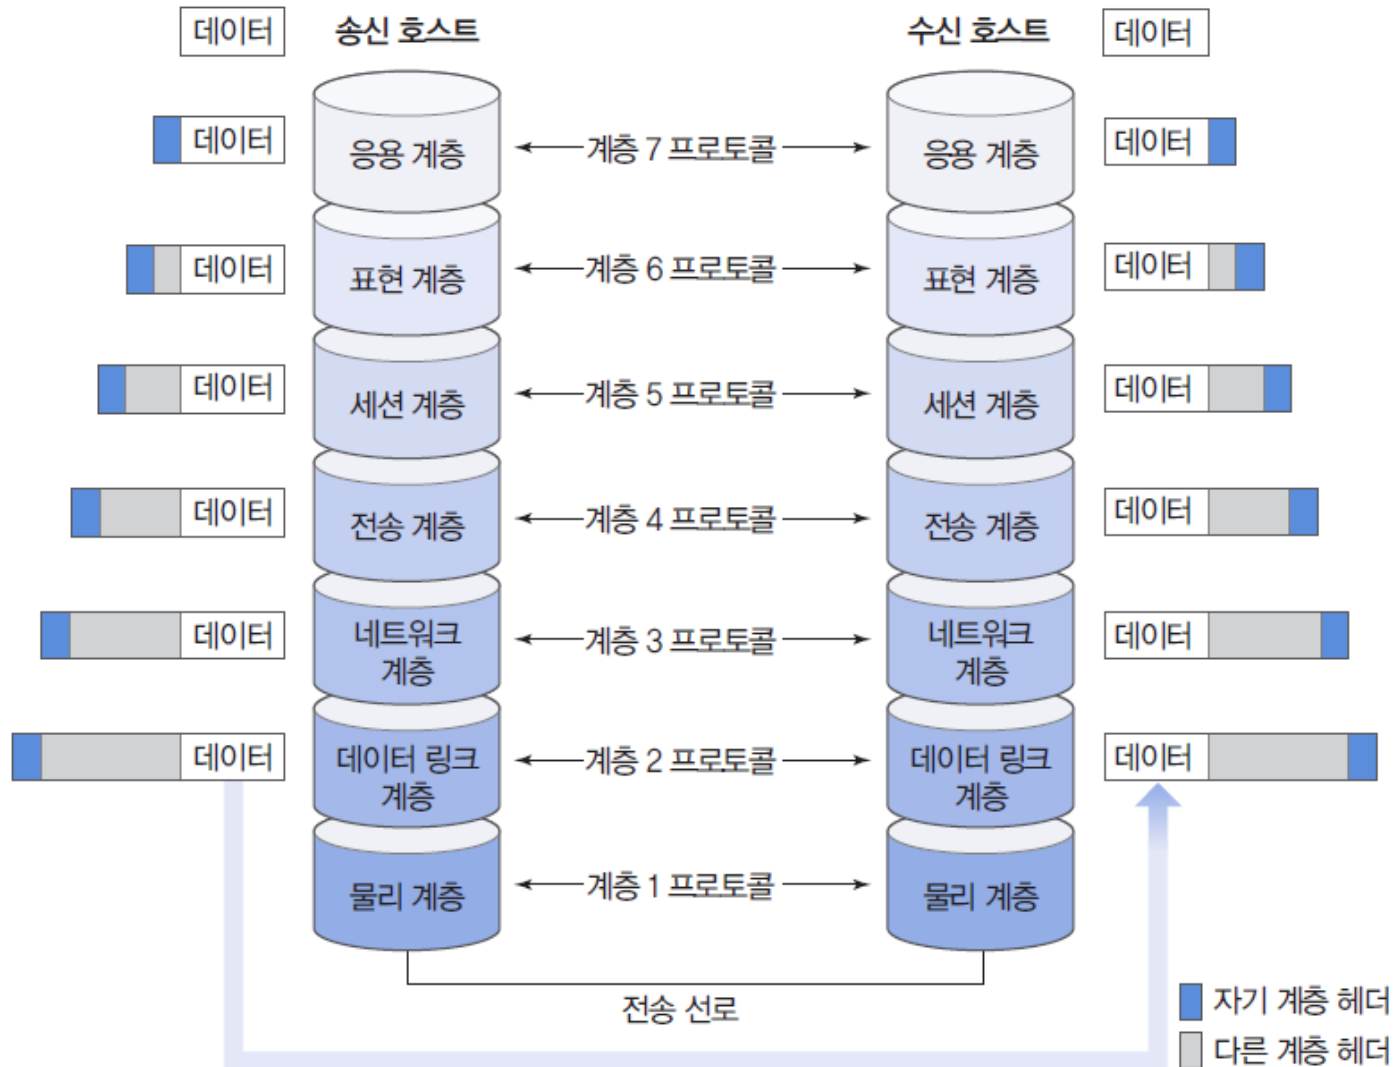 데이터 송신 호스트 수신 호스트 데이터
데이터 응용 계층 계층 7 프로토콜 응용 계층 데이터
데이터 표현 계층 계층 6 프로토콜 표현 계층 데이터
데이터 세션 계층 계층 5 프로토콜 세션 계층 데이터
데이터 전송 계층 계층 4 프로토콜 전송 계층 데이터
데이터 네트워크 계층 3 프로토콜 네트워크 데이터
계층 계층
데이터 데이터 링크 계층 2 프로토콜 데이터 링크 데이터
계층 계층
물리 계층 계층 1 프로토콜 물리 계층
전송 선로
자기 계층 헤더
다른 계층 헤더